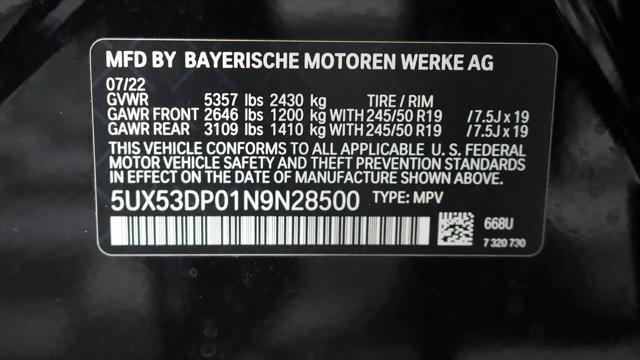 MFD BY BAYERISCHE MOTOREN WERKE AG
07/22
GVWR 5357 lbs 2430 kg TIRE / RIM
GAWR FRONT 2646 lbs 1200 kg WITH 245/50 R19 / 7.5J x 19
GAWR REAR 3109 lbs 1410 kg WITH 245/50 R19 / 7.5J x 19
THIS VEHICLE CONFORMS TO ALL APPLICABLE U. S. FEDERAL
MOTOR VEHICLE SAFETY AND THEFT PREVENTION STANDARDS
IN EFFECT ON THE DATE OF MANUFACTURE SHOWN ABOVE.
5UX53DP01N9N28500 TYPE: MPV
668U
7 320 730